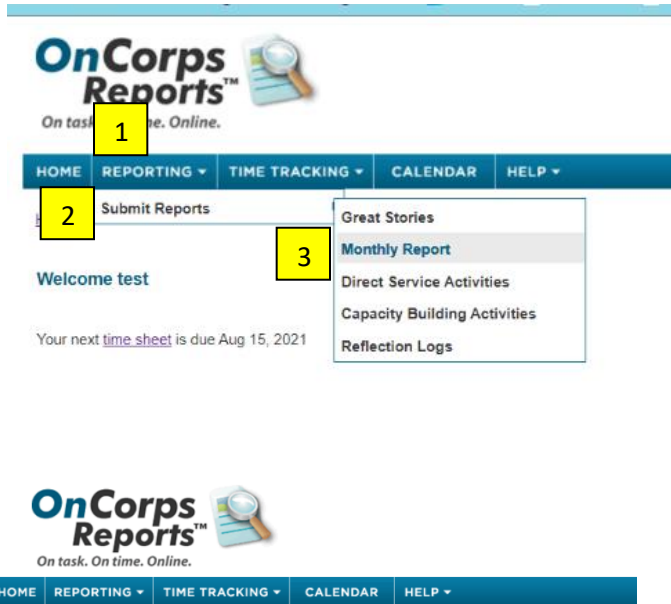 OnCorps
Reports™
On task. On time. Online.
1
HOME REPORTING TIME TRACKING CALENDAR HELP
2 Submit Reports
Great Stories
3 Monthly Report
Welcome test
Direct Service Activities
Capacity Building Activities
Your next time sheet is due Aug 15, 2021
Reflection Logs
OnCorps
Reports™
On task. On time. Online.
HOME REPORTING TIME TRACKING CALENDAR HELP